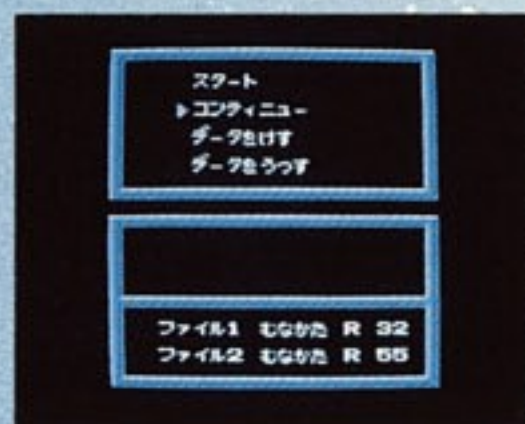 スタート
▶コンティニュー
データをけす
データをうつす
ファイル1 むなかた R 32
ファイル2 むなかた R 55